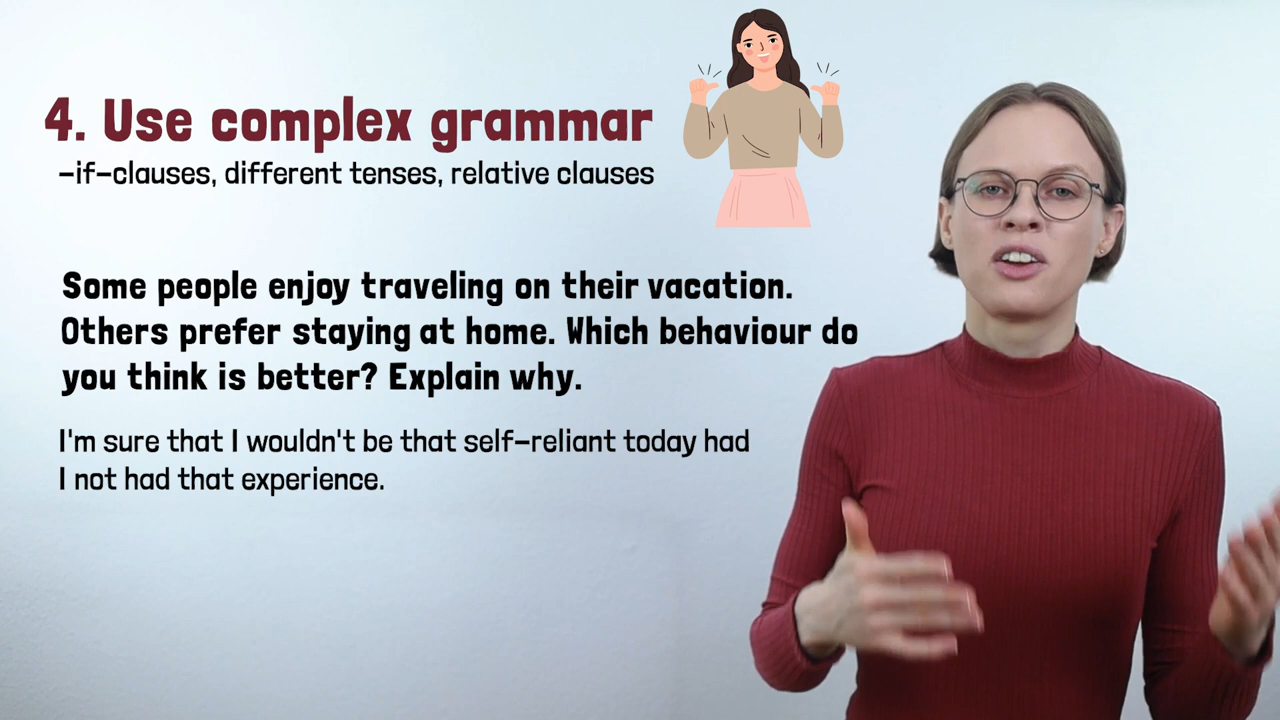 4. Use complex grammar
-if-clauses, different tenses, relative clauses
Some people enjoy traveling on their vacation.
Others prefer staying at home. Which behaviour do
you think is better? Explain why.
I'm sure that I wouldn't be that self-reliant today had
I not had that experience.